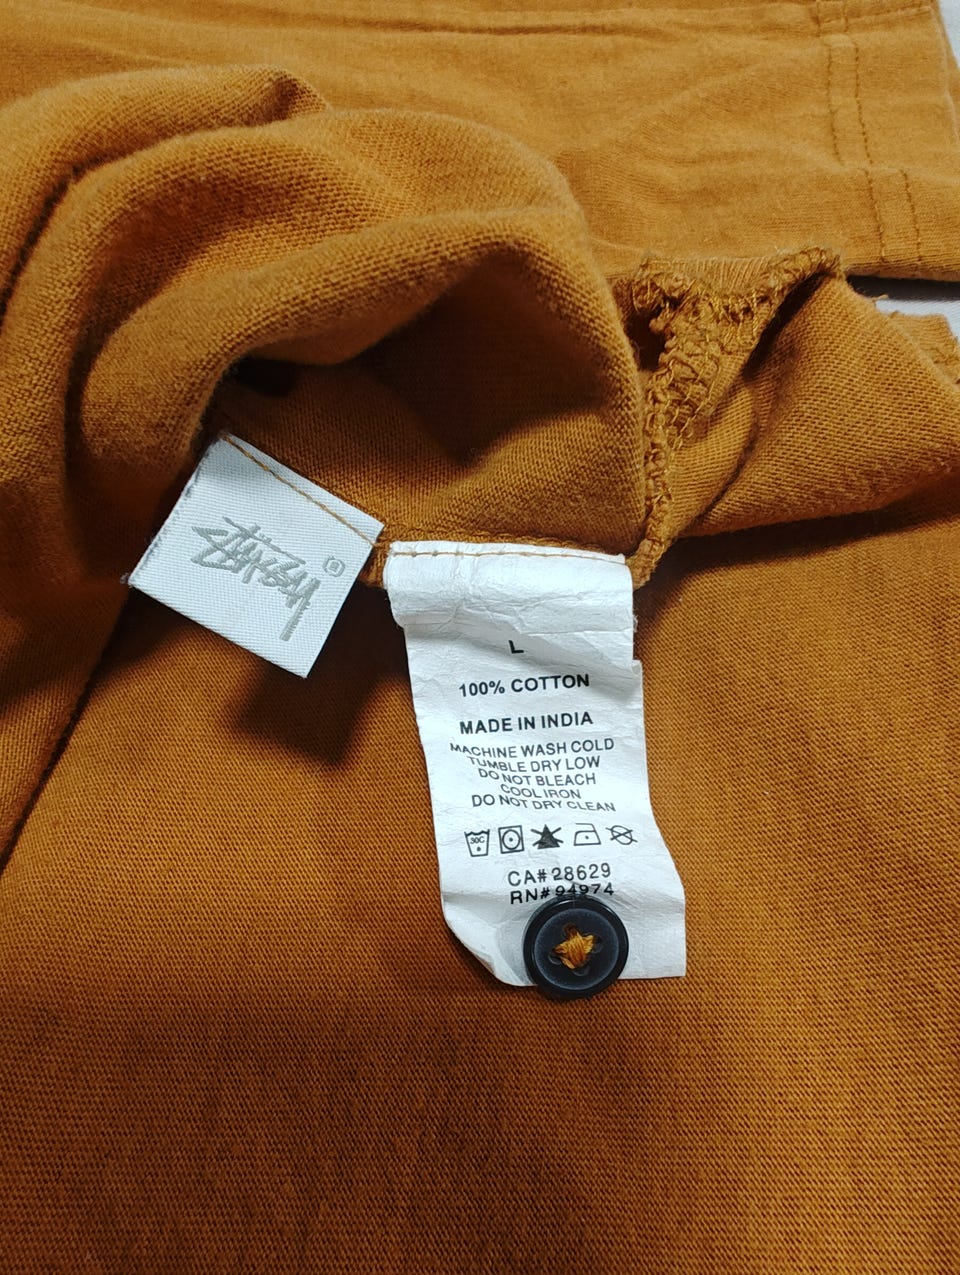 STÜSSY ®
L
100% COTTON
MADE IN INDIA
MACHINE WASH COLD
TUMBLE DRY LOW
DO NOT BLEACH
COOL IRON
DO NOT DRY CLEAN
30C
CA# 28629
RN# 94974